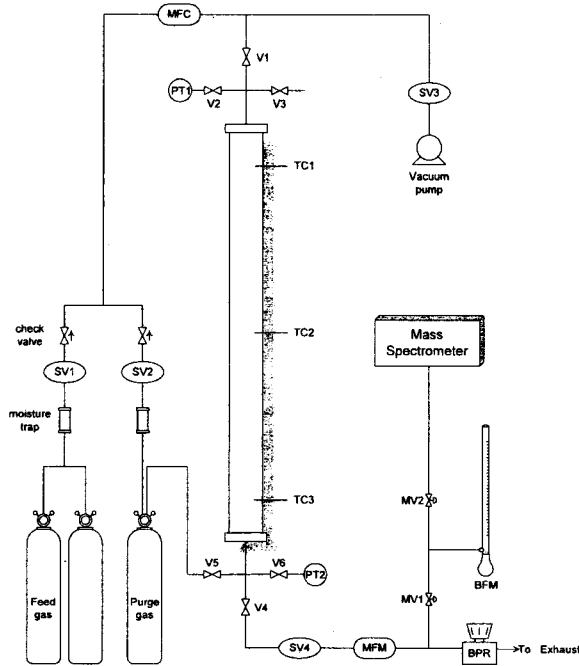 MFC
V1
PT1
V2
V3
SV3
Vacuum
pump
TC1
TC2
TC3
check
valve
SV1
SV2
moisture
trap
Feed
gas
Purge
gas
Mass
Spectrometer
MV2
BFM
MV1
V5
V6
PT2
V4
SV4
MFM
BPR
To Exhaust